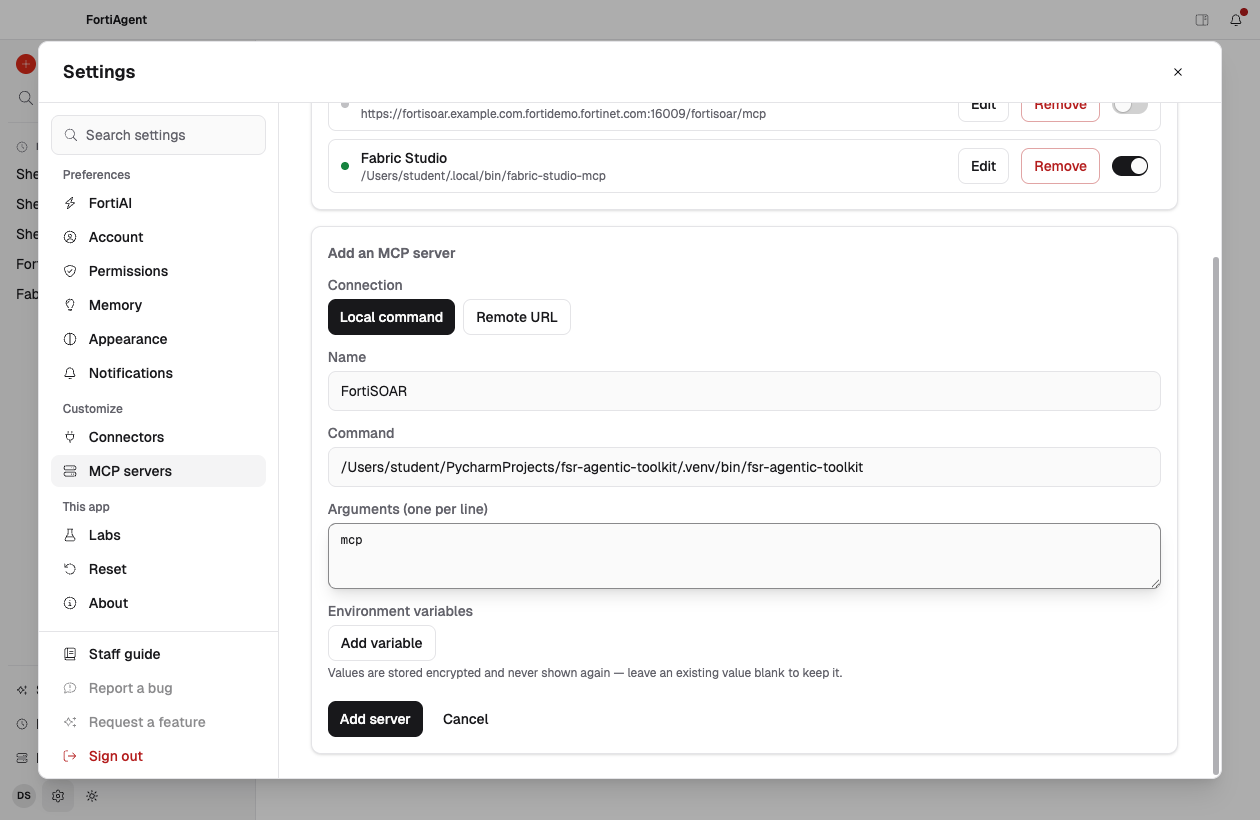 FortiAgent
Settings
Search settings
Preferences
FortiAI
Account
Permissions
Memory
Appearance
Notifications
Customize
Connectors
MCP servers
This app
Labs
Reset
About
Staff guide
Report a bug
Request a feature
Sign out
She
She
She
For
Fab
DS
https://fortisoar.example.com.fortidemo.fortinet.com:16009/fortisoar/mcp
Edit
Remove
Fabric Studio
/Users/student/.local/bin/fabric-studio-mcp
Edit
Remove
Add an MCP server
Connection
Local command
Remote URL
Name
FortiSOAR
Command
/Users/student/PycharmProjects/fsr-agentic-toolkit/.venv/bin/fsr-agentic-toolkit
Arguments (one per line)
mcp
Environment variables
Add variable
Values are stored encrypted and never shown again — leave an existing value blank to keep it.
Add server
Cancel